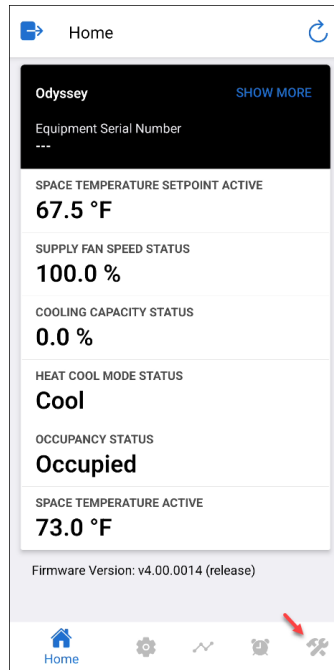 Home
Odyssey SHOW MORE
Equipment Serial Number
---
SPACE TEMPERATURE SETPOINT ACTIVE
67.5 °F
SUPPLY FAN SPEED STATUS
100.0 %
COOLING CAPACITY STATUS
0.0 %
HEAT COOL MODE STATUS
Cool
OCCUPANCY STATUS
Occupied
SPACE TEMPERATURE ACTIVE
73.0 °F
Firmware Version: v4.00.0014 (release)
Home